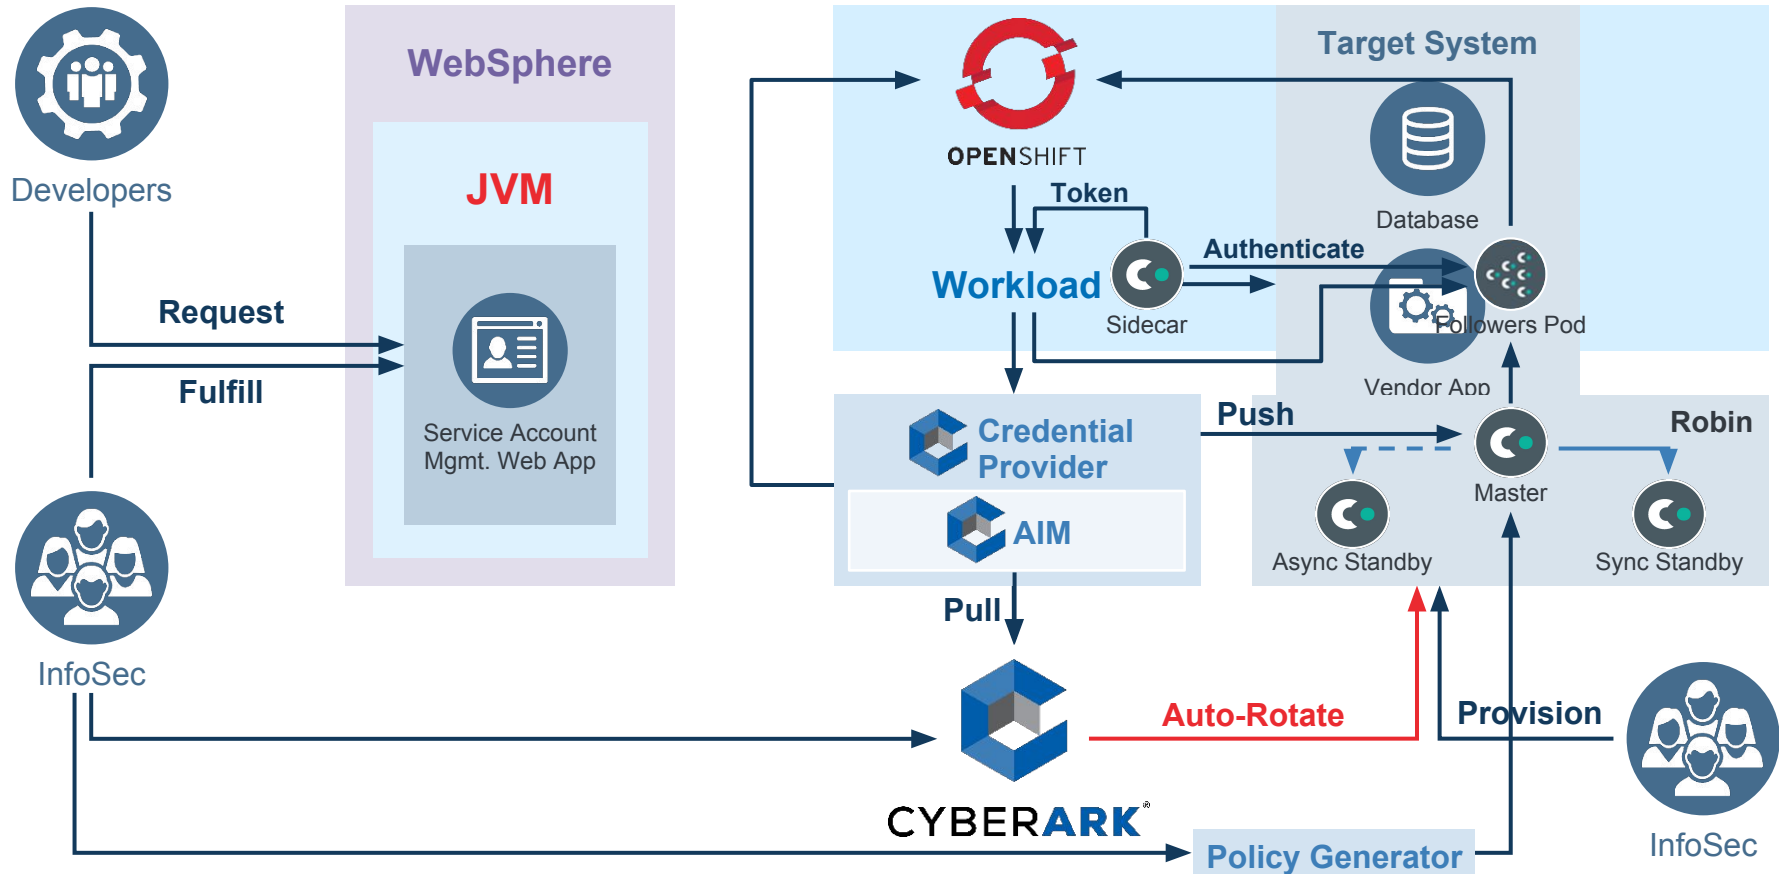 WebSphere
Target System
Developers
JVM
OPENSHIFT
Token
Database
Authenticate
Workload
Sidecar
Followers Pod
Request
Fulfill
Vendor App
Service Account
Mgmt. Web App
Credential
Provider
Push
Robin
Master
AIM
Async Standby
Sync Standby
Pull
InfoSec
Auto-Rotate
Provision
CYBERARK®
Policy Generator
InfoSec